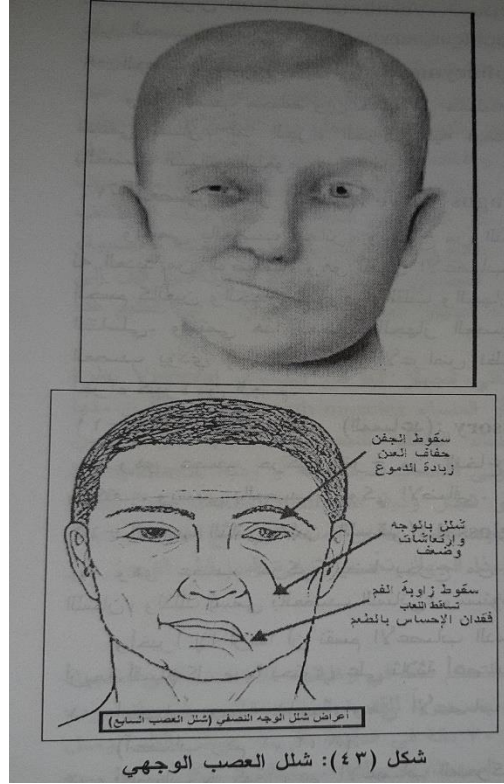 سقوط الجفن
جفاف العين
زيادة الدموع
شلل بالوجه
وارتعاشات
وضعف
سقوط زاوية الفم
تساقط اللعاب
فقدان الإحساس بالطعم
أعراض شلل الوجه النصفي (شلل العصب السابع)
شكل (٤٣): شلل العصب الوجهي